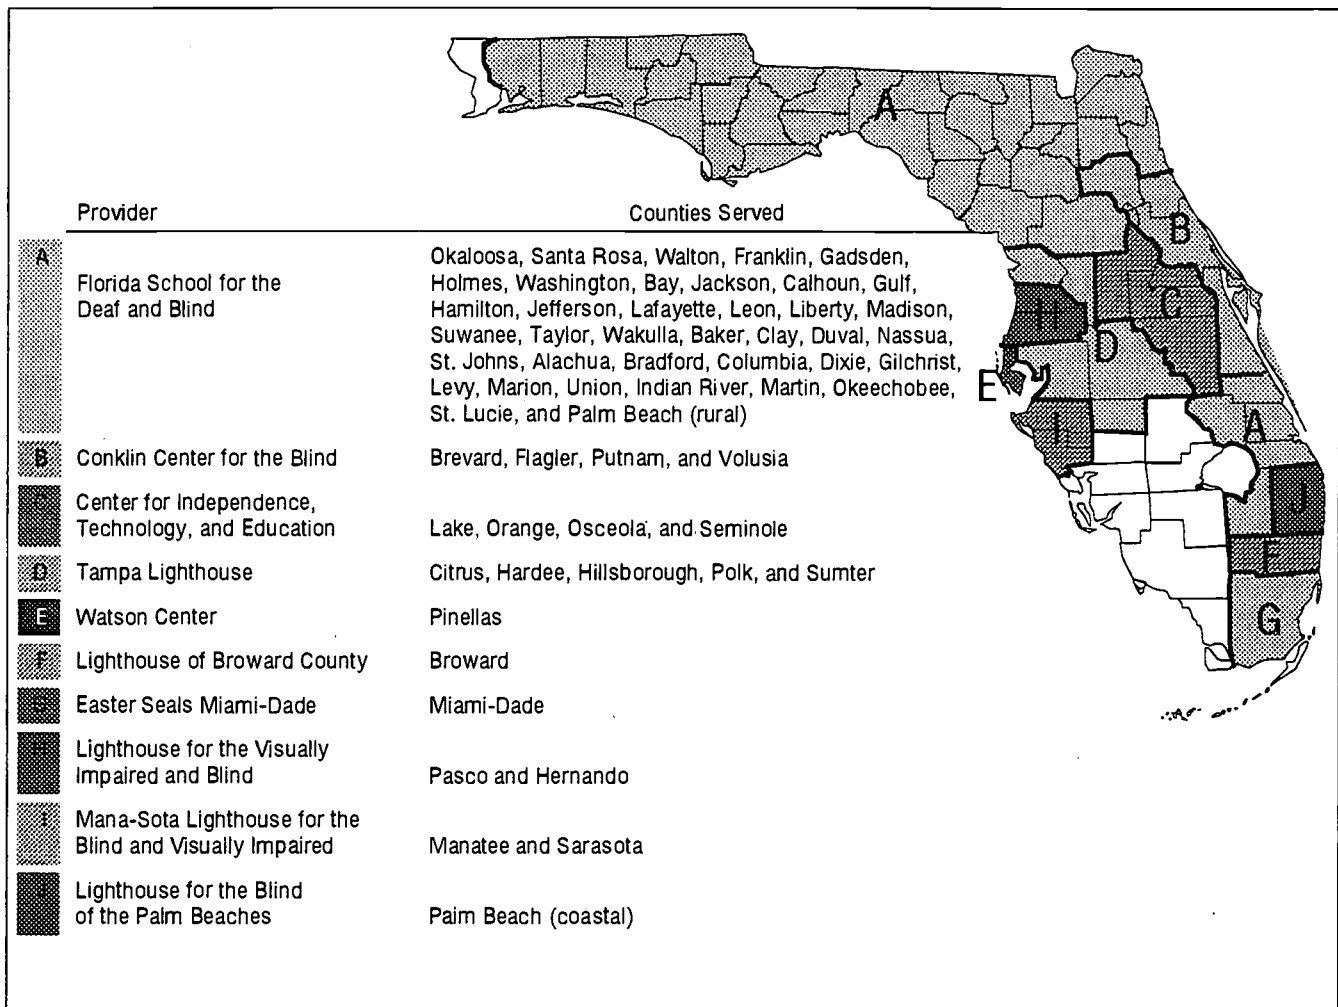 A
Provider Counties Served
B
A
Florida School for the
Deaf and Blind
Okaloosa, Santa Rosa, Walton, Franklin, Gadsden,
Holmes, Washington, Bay, Jackson, Calhoun, Gulf,
Hamilton, Jefferson, Lafayette, Leon, Liberty, Madison,
Suwanee, Taylor, Wakulla, Baker, Clay, Duval, Nassua,
St. Johns, Alachua, Bradford, Columbia, Dixie, Gilchrist,
Levy, Marion, Union, Indian River, Martin, Okeechobee,
St. Lucie, and Palm Beach (rural)
C
H
D
E
A
I
B Conklin Center for the Blind Brevard, Flagler, Putnam, and Volusia
C Center for Independence,
Technology, and Education Lake, Orange, Osceola, and Seminole
J
F
D Tampa Lighthouse Citrus, Hardee, Hillsborough, Polk, and Sumter
E Watson Center Pinellas
G
F Lighthouse of Broward County Broward
G Easter Seals Miami-Dade Miami-Dade
H Lighthouse for the Visually
Impaired and Blind Pasco and Hernando
I Mana-Sota Lighthouse for the
Blind and Visually Impaired Manatee and Sarasota
J Lighthouse for the Blind
of the Palm Beaches Palm Beach (coastal)